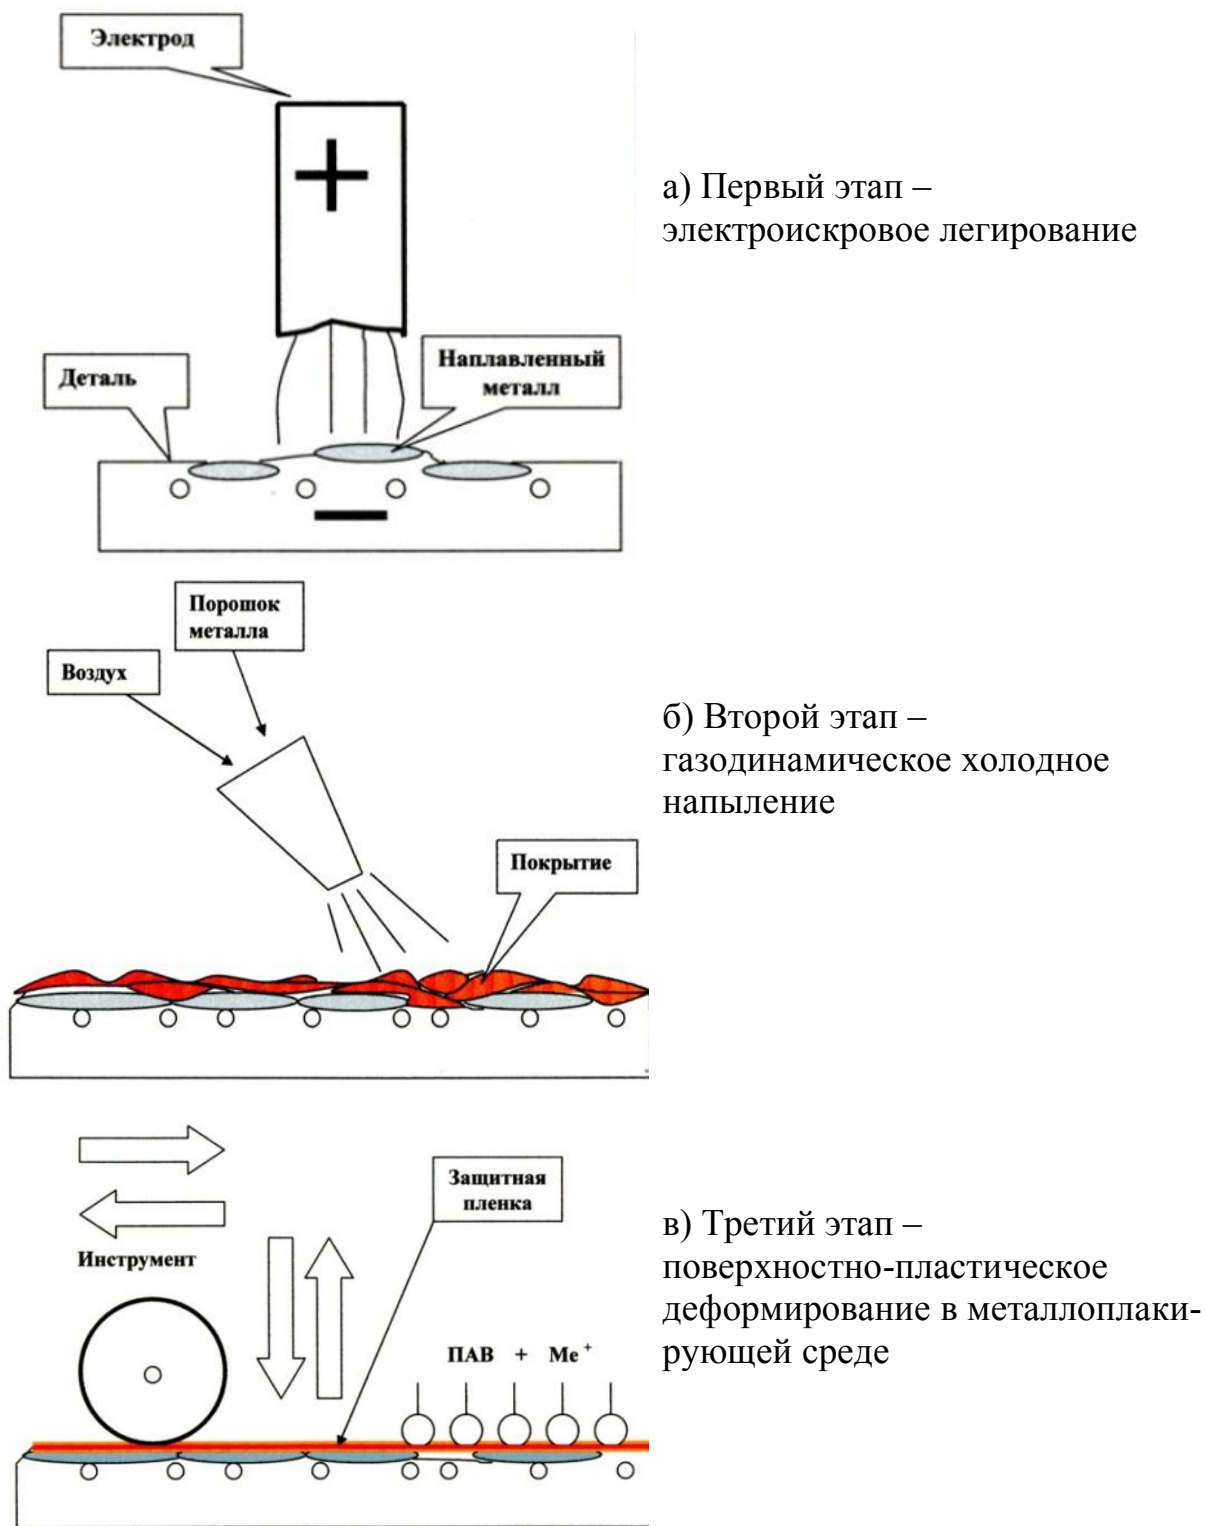 Электрод
Деталь
Наплавленный
металл
а) Первый этап –
электроискровое легирование
Порошок
металла
Воздух
Покрытие
б) Второй этап –
газодинамическое холодное
напыление
Защитная
пленка
Инструмент
ПАВ + Me +
в) Третий этап –
поверхностно-пластическое
деформирование в металлоплаки-
рующей среде